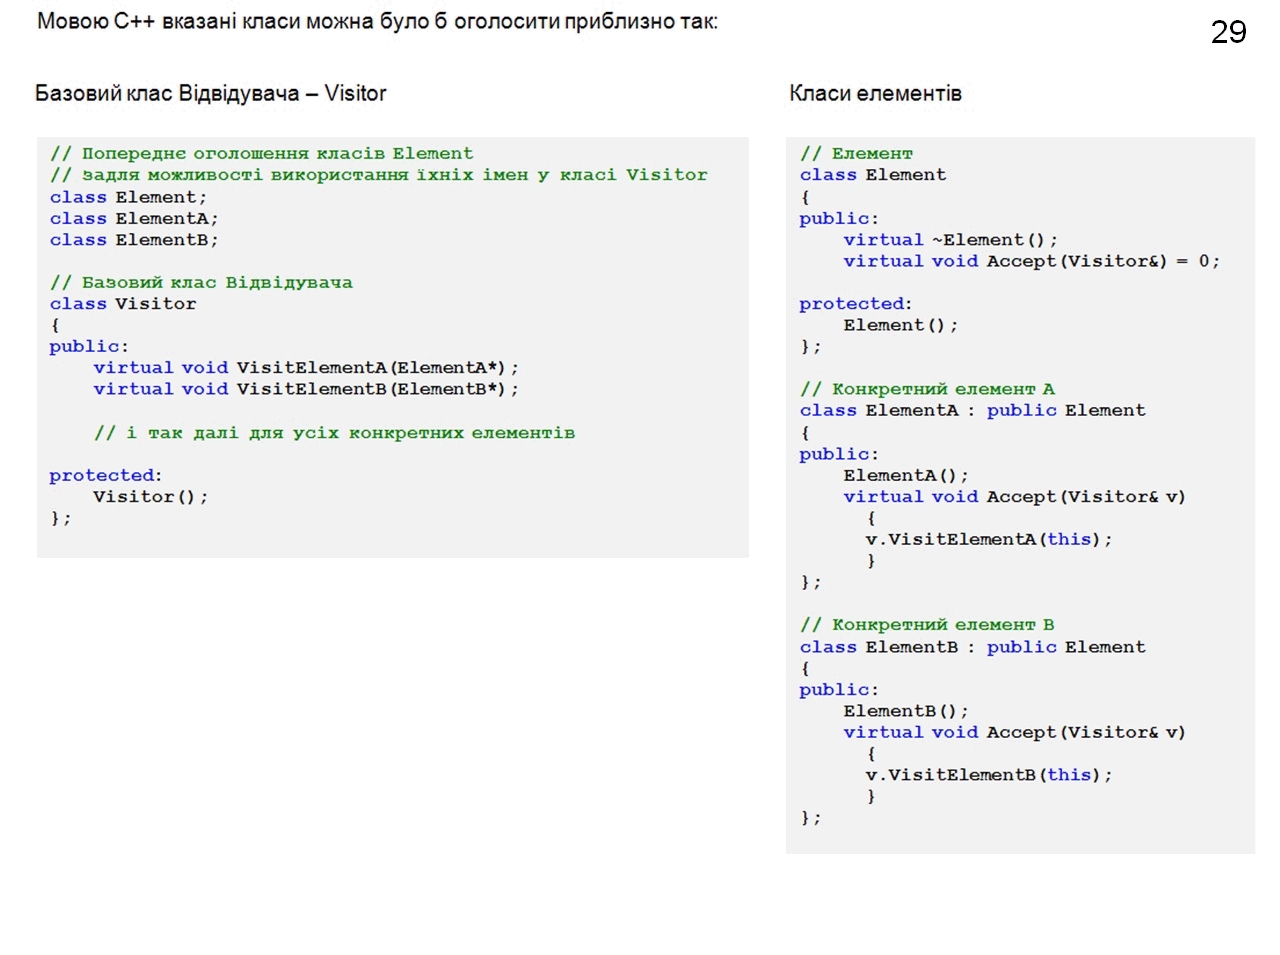 Мовою C++ вказані класи можна було б оголосити приблизно так:
29
Базовий клас Відвідувача – Visitor
// Попереднє оголошення класів Element
// задля можливості використання їхніх імен у класі Visitor
class Element;
class ElementA;
class ElementB;
// Базовий клас Відвідувача
class Visitor
{
public:
virtual void VisitElementA(ElementA*);
virtual void VisitElementB(ElementB*);
// і так далі для усіх конкретних елементів
protected:
Visitor();
};
Класи елементів
// Елемент
class Element
{
public:
virtual ~Element();
virtual void Accept(Visitor&) = 0;
protected:
Element();
};
// Конкретний елемент А
class ElementA : public Element
{
public:
ElementA();
virtual void Accept(Visitor& v)
{
v.VisitElementA(this);
}
};
// Конкретний елемент В
class ElementB : public Element
{
public:
ElementB();
virtual void Accept(Visitor& v)
{
v.VisitElementB(this);
}
};